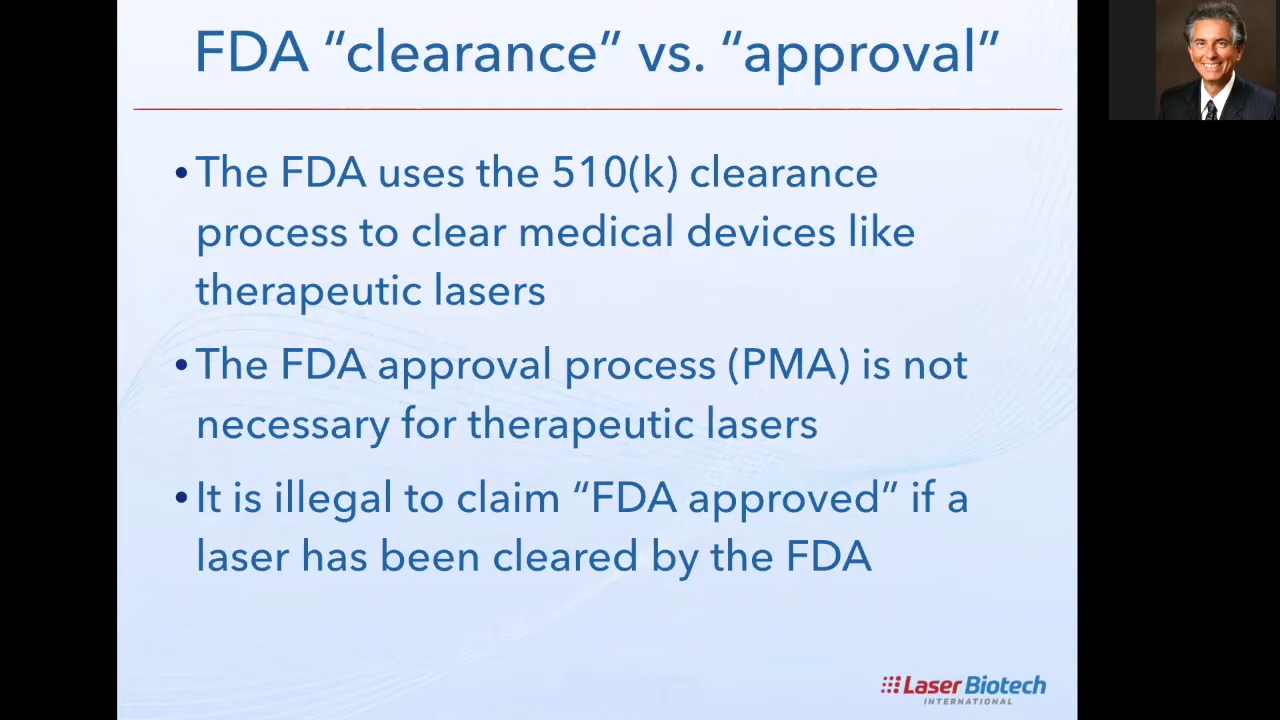 FDA “clearance” vs. “approval”
•The FDA uses the 510(k) clearance
process to clear medical devices like
therapeutic lasers
•The FDA approval process (PMA) is not
necessary for therapeutic lasers
•It is illegal to claim “FDA approved” if a
laser has been cleared by the FDA
Laser Biotech
INTERNATIONAL